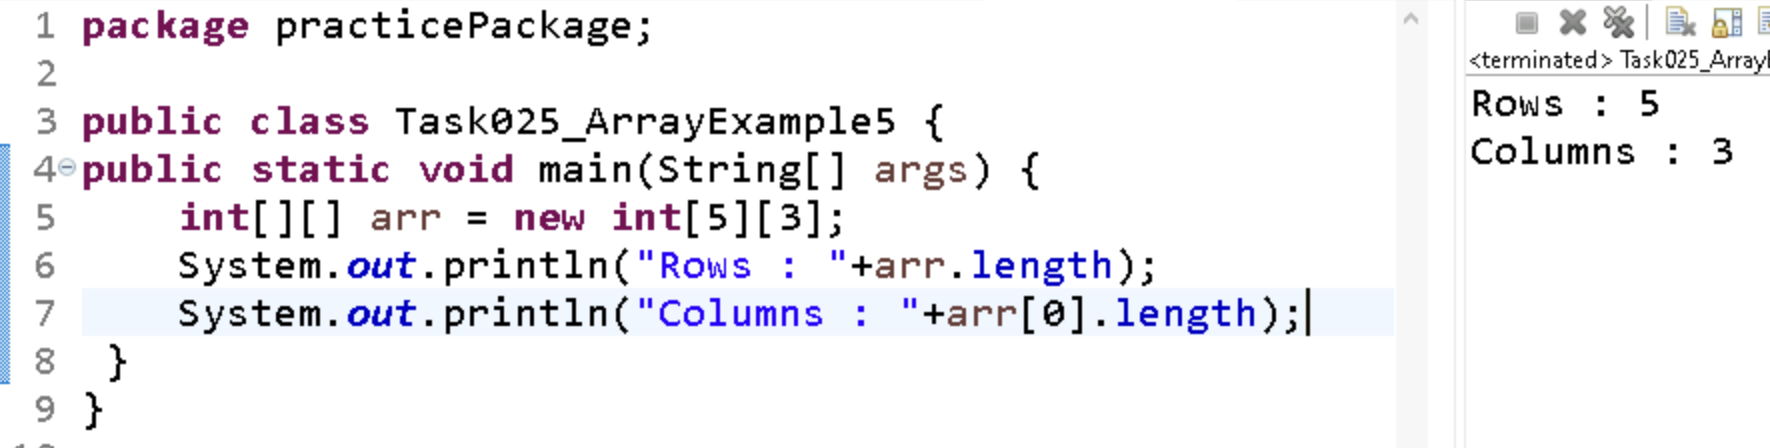 1 package practicePackage;
2
3 public class Task025_ArrayExample5 {
4 public static void main(String[] args) {
5 int[][] arr = new int[5][3];
6 System.out.println("Rows : "+arr.length);
7 System.out.println("Columns : "+arr[0].length);
8 }
9 }
<terminated> Task025_Array
Rows : 5
Columns : 3